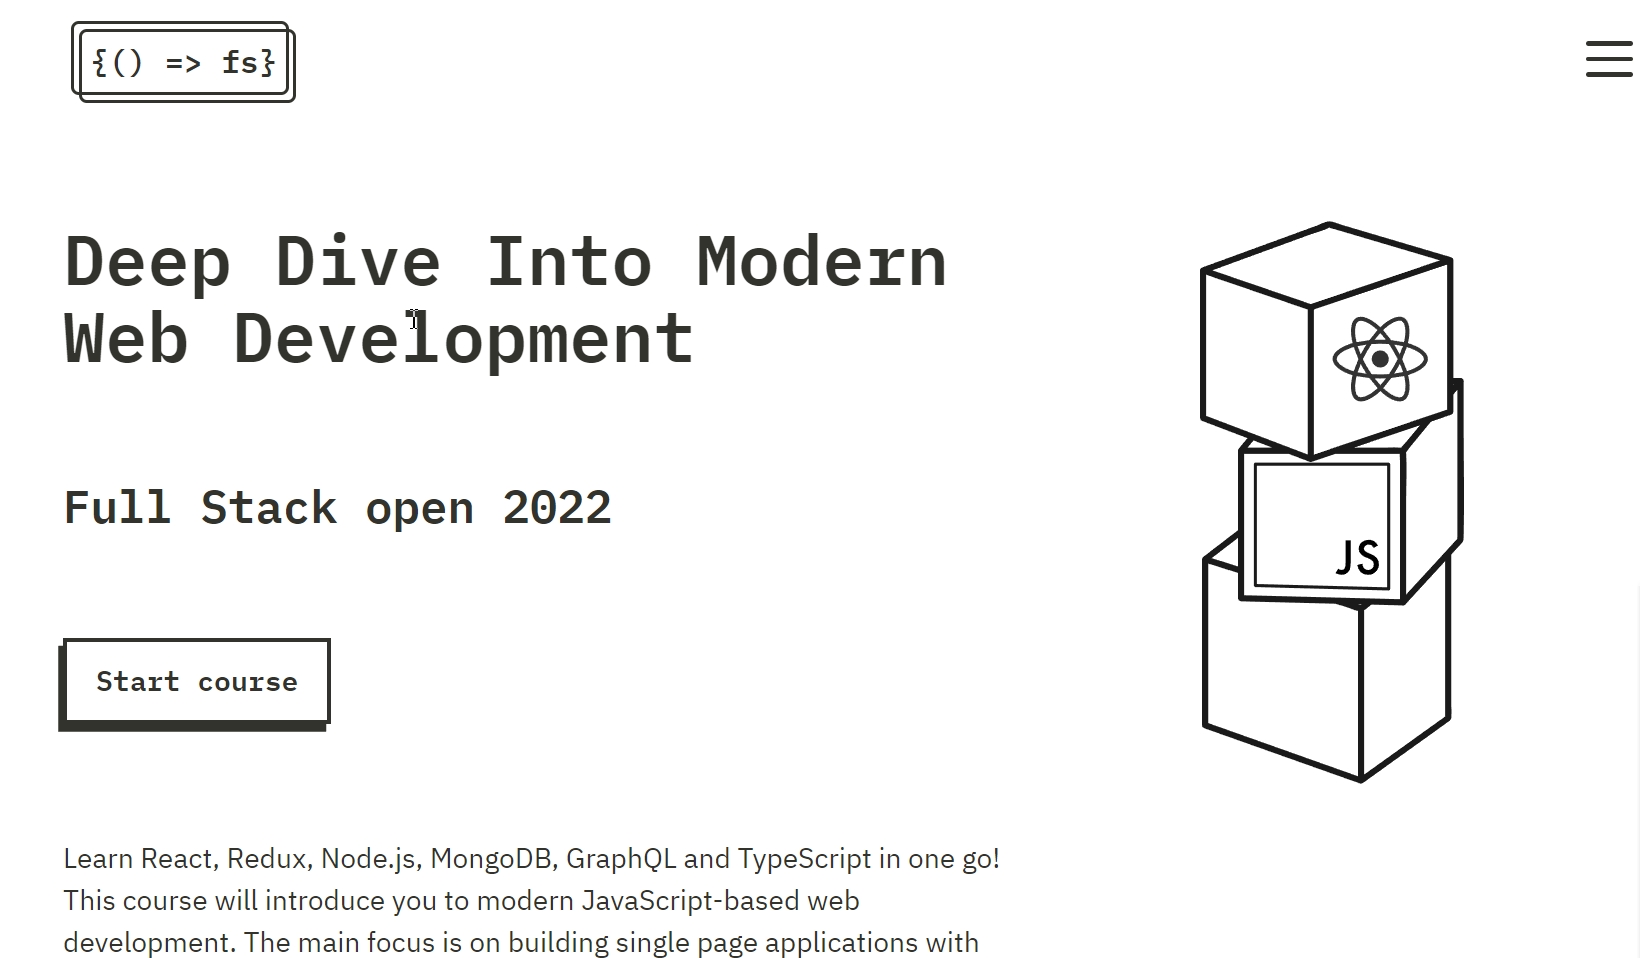 {() => fs}
Deep Dive Into Modern
Web Development
Full Stack open 2022
JS
Start course
Learn React, Redux, Node.js, MongoDB, GraphQL and TypeScript in one go!
This course will introduce you to modern JavaScript-based web
development. The main focus is on building single page applications with